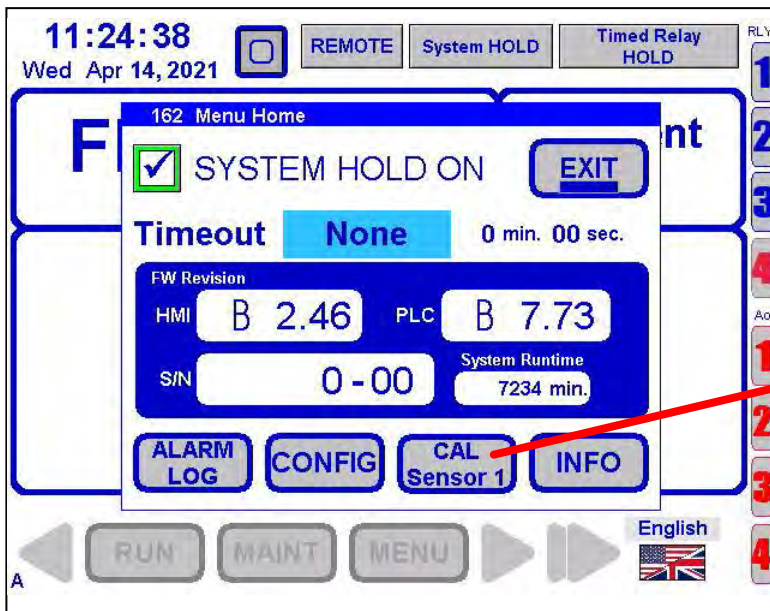 11:24:38
Wed Apr 14, 2021
REMOTE
System HOLD
Timed Relay
HOLD
RLY
1
2
3
4
162 Menu Home
SYSTEM HOLD ON
EXIT
Timeout None 0 min. 00 sec.
FW Revision
HMI B 2.46 PLC B 7.73
S/N 0-00
System Runtime
7234 min.
ALARM
LOG
CONFIG
CAL
Sensor 1
INFO
1
2
3
4
RUN
MAINT
MENU
English
A